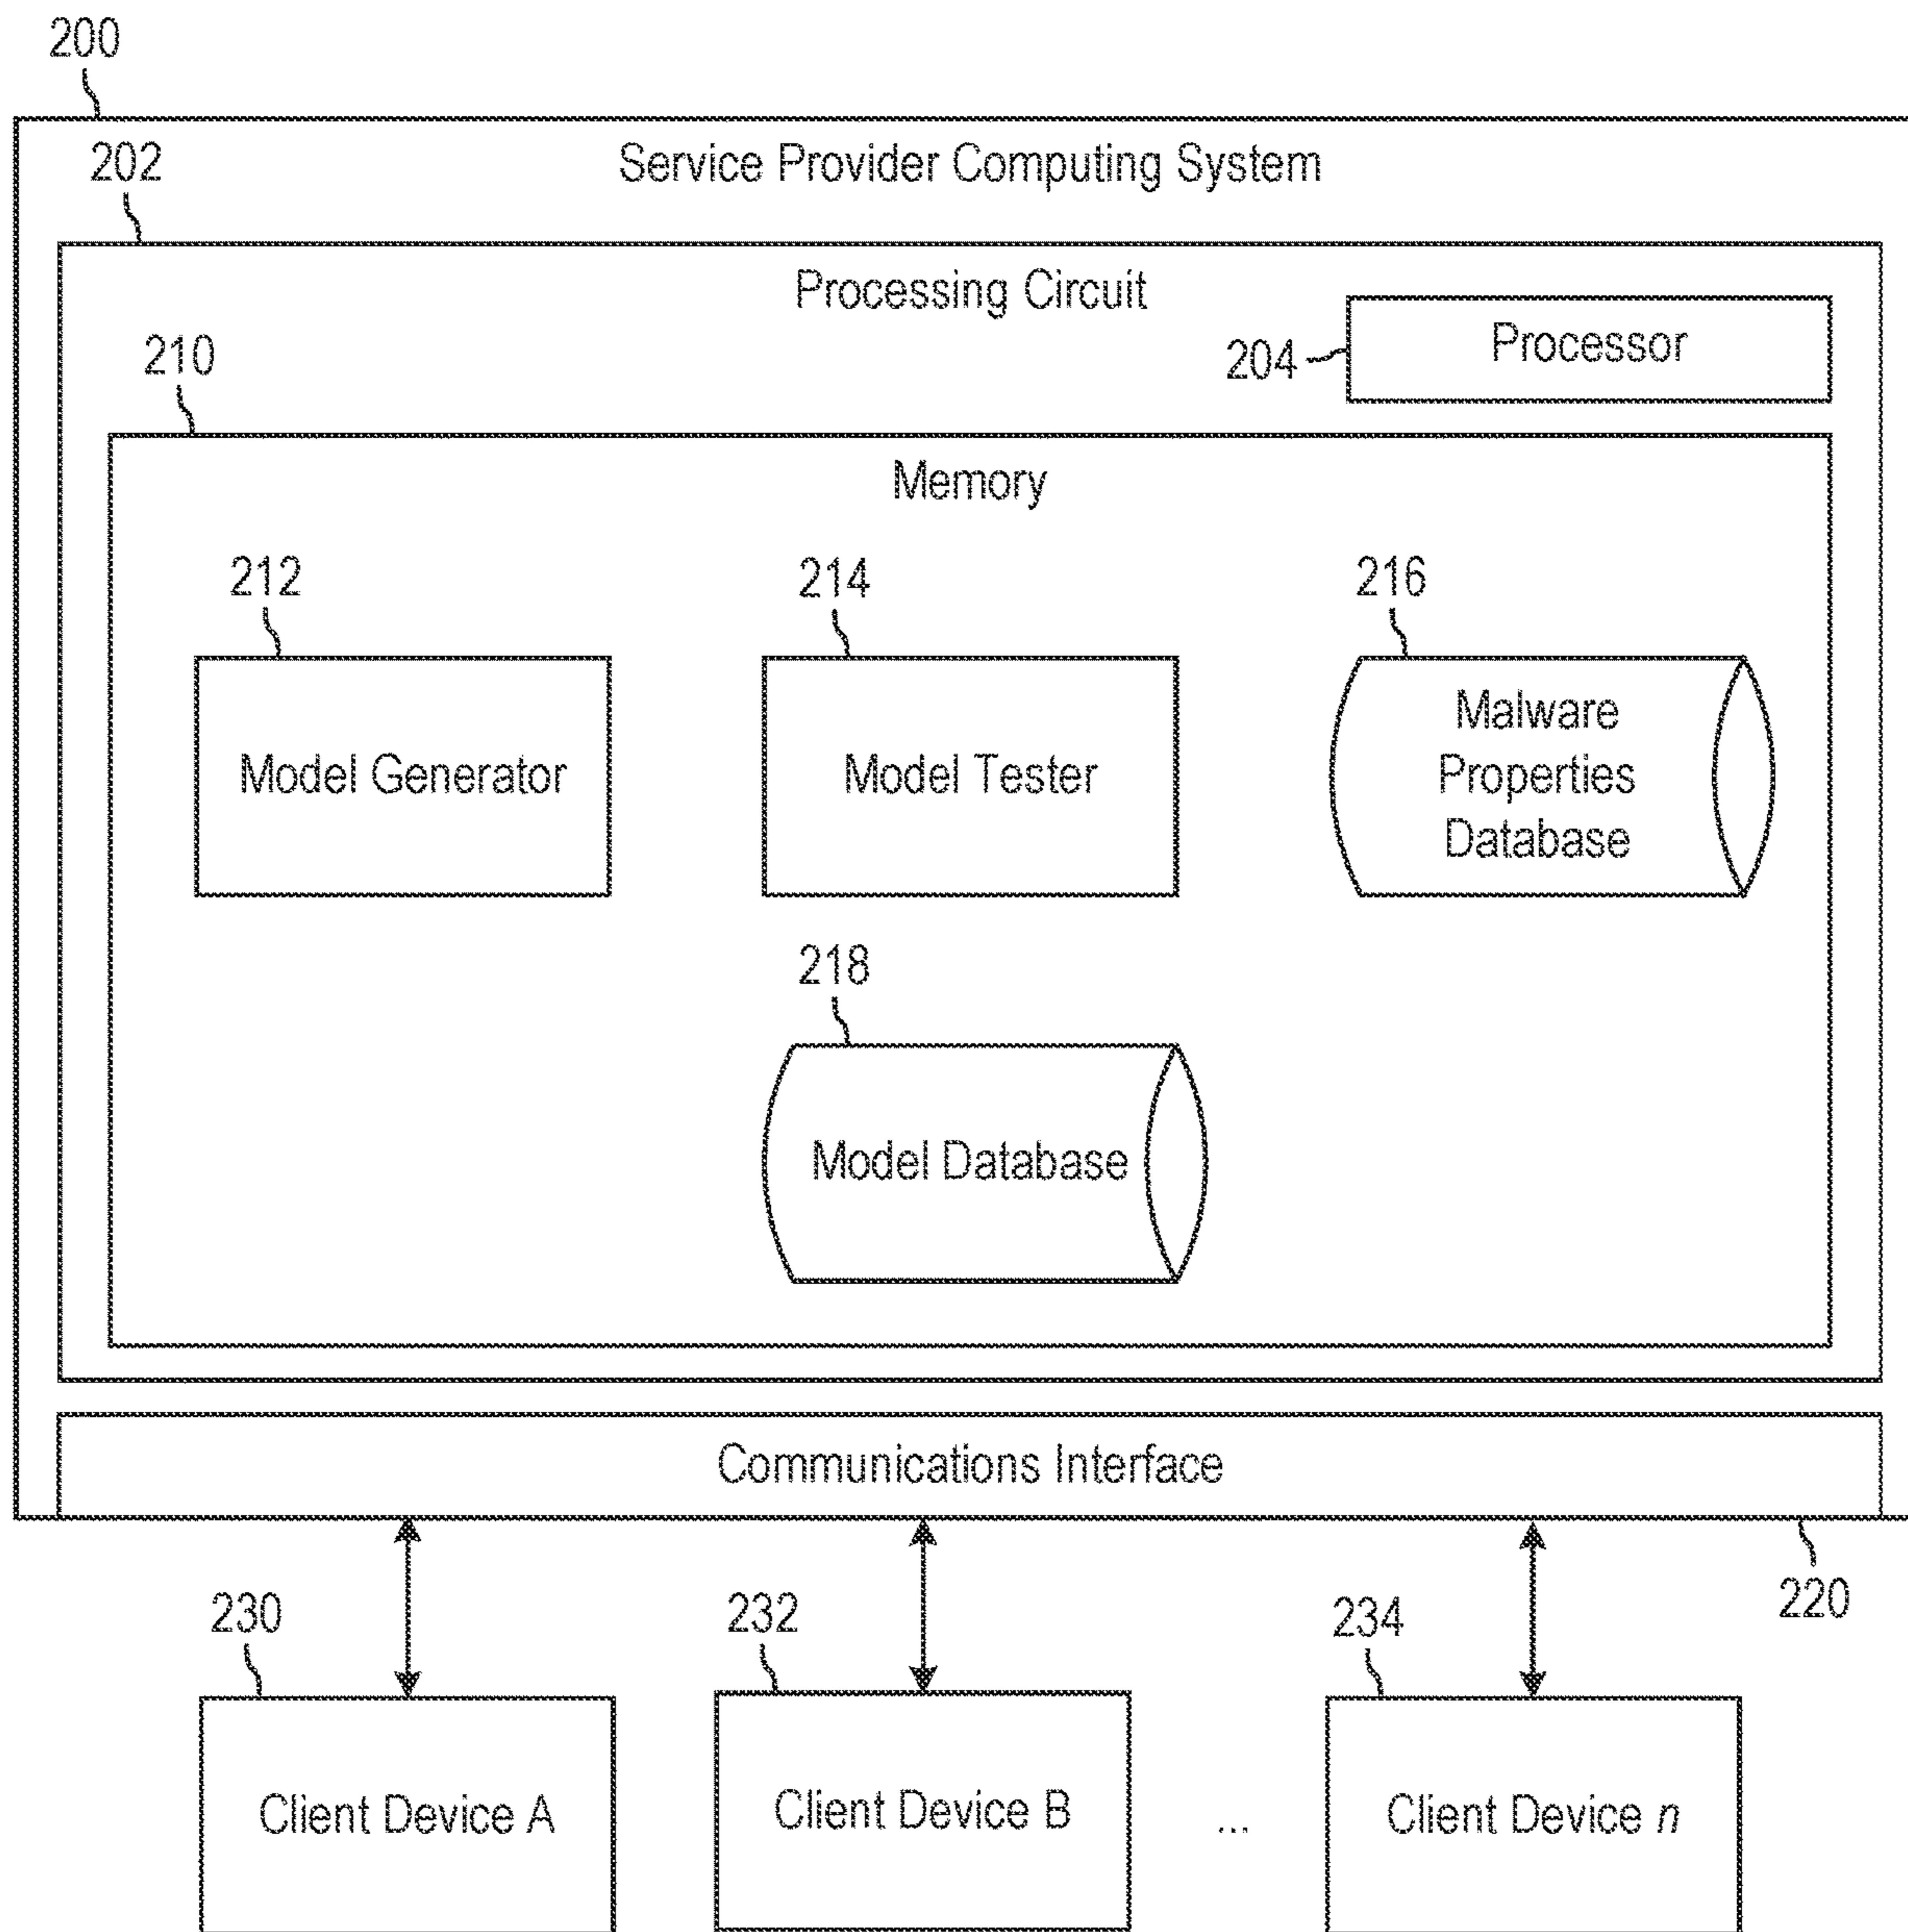 200
Service Provider Computing System
202
Processing Circuit
204
Processor
210
Memory
212
214
216
Model Generator
Model Tester
Malware
Properties
Database
218
Model Database
Communications Interface
220
230
232
234
Client Device A
Client Device B
...
Client Device n